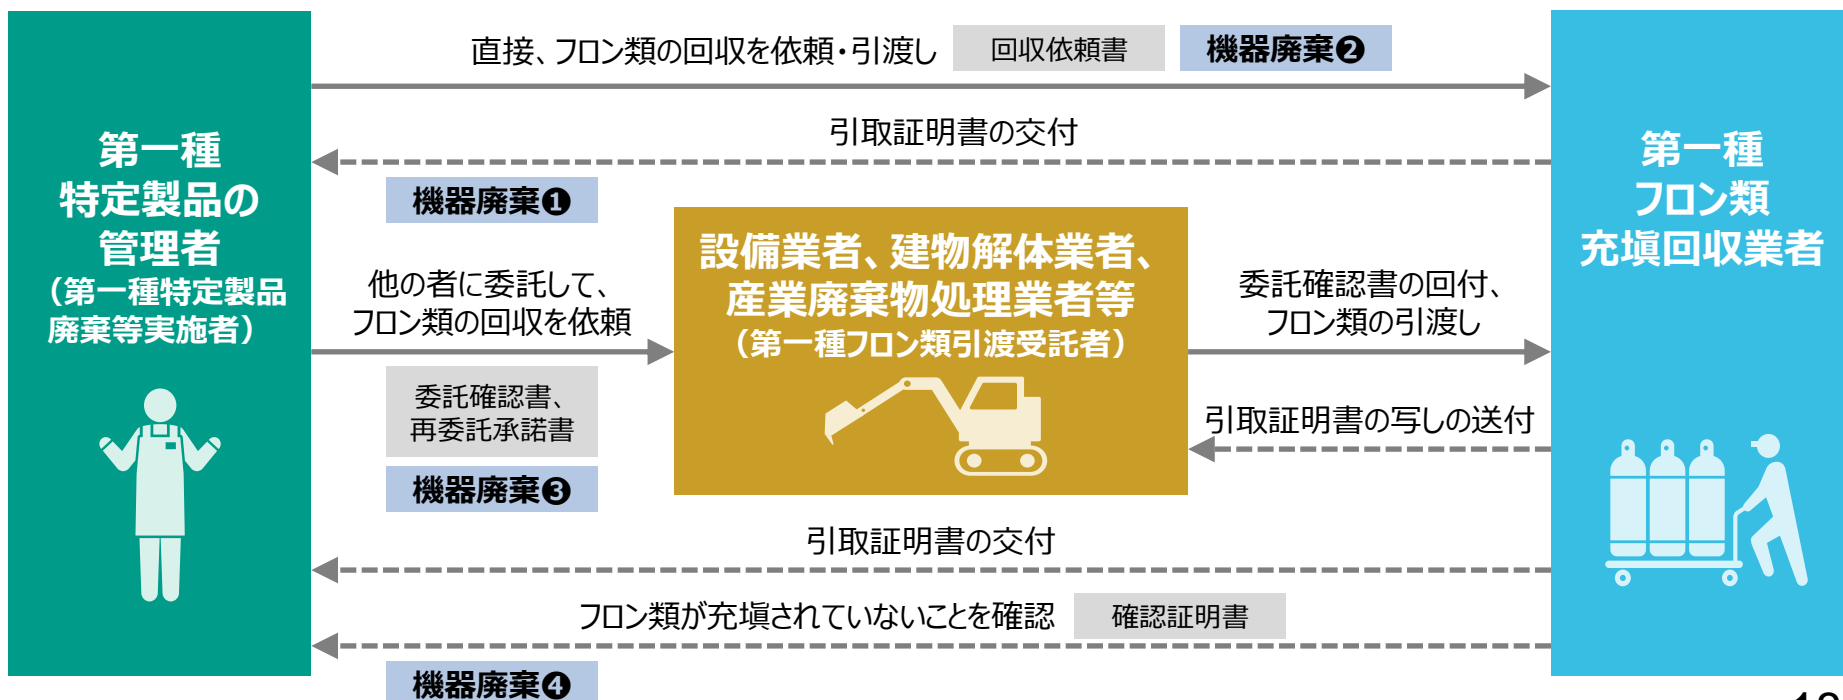 第一種
特定製品の
管理者
（第一種特定製品
廃棄等実施者）
直接、フロン類の回収を依頼・引渡し
回収依頼書
機器廃棄❷
引取証明書の交付
機器廃棄❶
他の者に委託して、
フロン類の回収を依頼
委託確認書、
再委託承諾書
機器廃棄❸
設備業者、建物解体業者、
産業廃棄物処理業者等
（第一種フロン類引渡受託者）
委託確認書の回付、
フロン類の引渡し
引取証明書の写しの送付
引取証明書の交付
フロン類が充塡されていないことを確認
確認証明書
機器廃棄❹
第一種
フロン類
充塡回収業者